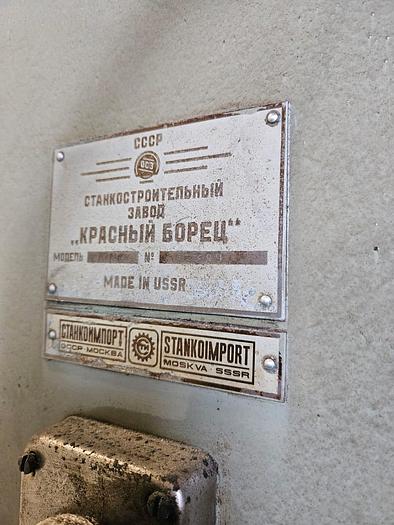 СССР
СТАНКОСТРОИТЕЛЬНЫЙ
ЗАВОД
„КРАСНЫЙ БОРЕЦ“
МОДЕЛЬ №
MADE IN USSR
СТАНКОИМПОРТ STANKOIMPORT
СССР МОСКВА MOSKVA · SSSR